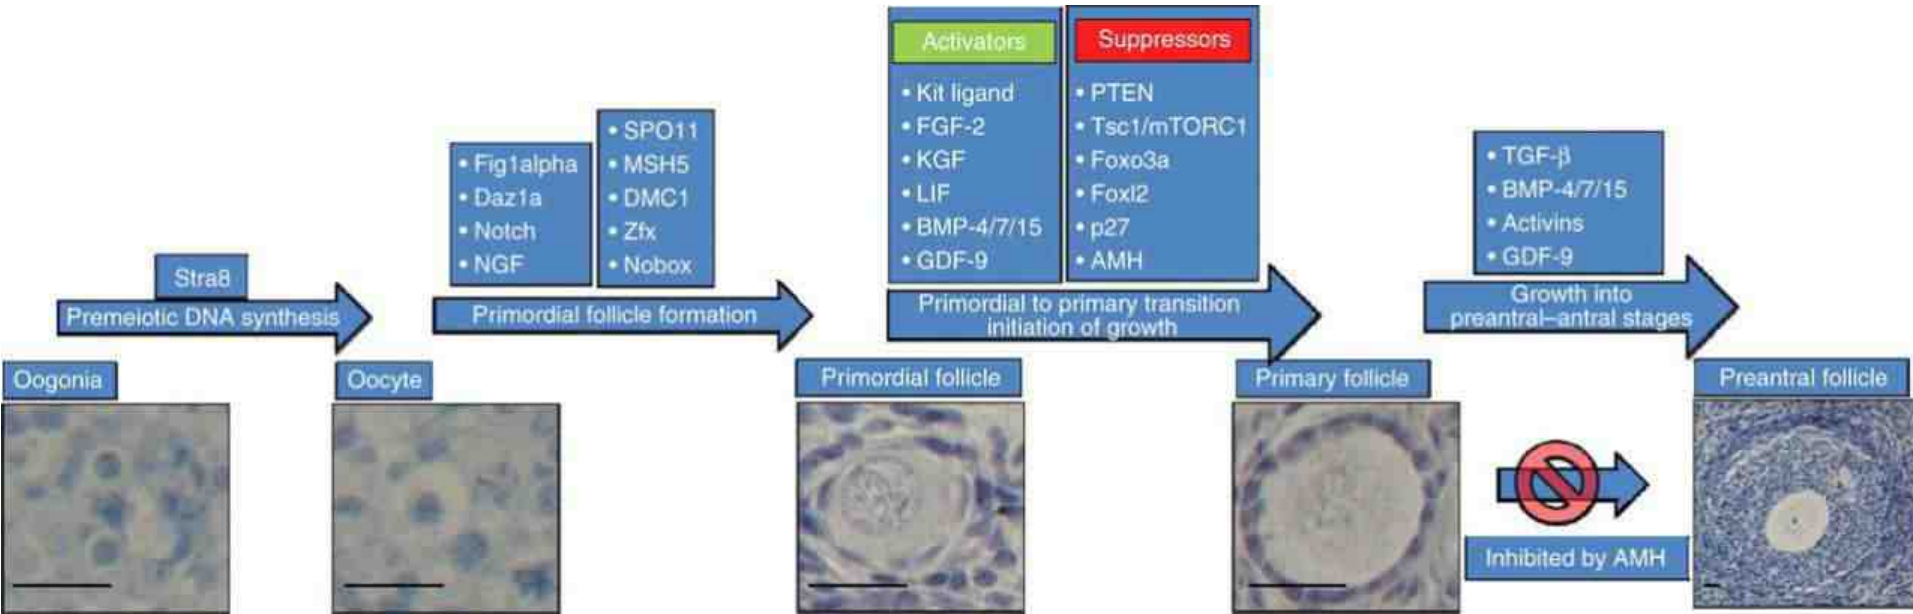 Activators
Suppressors
• Kit ligand
• FGF-2
• KGF
• LIF
• BMP-4/7/15
• GDF-9
• PTEN
• Tsc1/mTORC1
• Foxo3a
• Foxl2
• p27
• AMH
• SPO11
• MSH5
• DMC1
• Zfx
• Nobox
• Fig1alpha
• Daz1a
• Notch
• NGF
• TGF-β
• BMP-4/7/15
• Activins
• GDF-9
Stra8
Premeiotic DNA synthesis
Primordial follicle formation
Primordial to primary transition
initiation of growth
Growth into
preantral–antral stages
Oogonia
Oocyte
Primordial follicle
Primary follicle
Preantral follicle
Inhibited by AMH